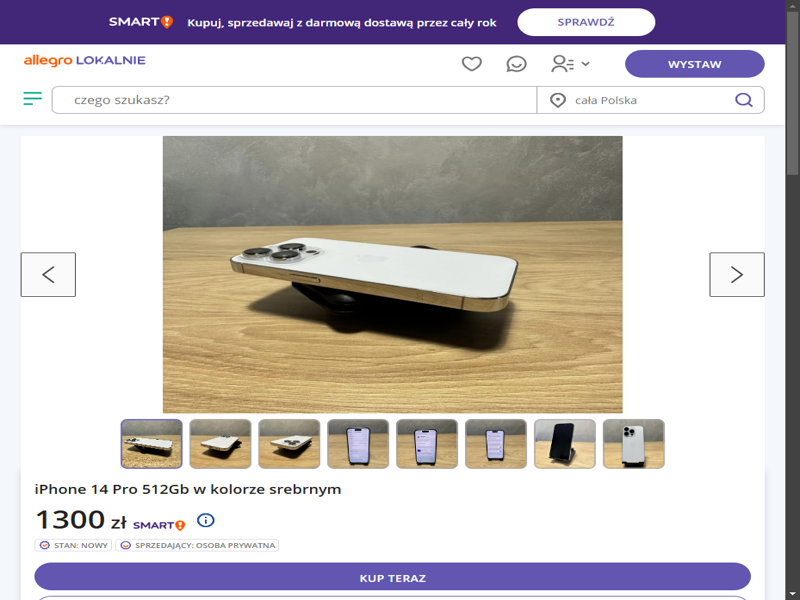 SMART! Kupuj, sprzedawaj z darmową dostawą przez cały rok SPRAWDŹ
allegro LOKALNIE
WYSTAW
czego szukasz? cała Polska
iPhone 14 Pro 512Gb w kolorze srebrnym
1300 zł SMART!
STAN: NOWY SPRZEDAJĄCY: OSOBA PRYWATNA
KUP TERAZ